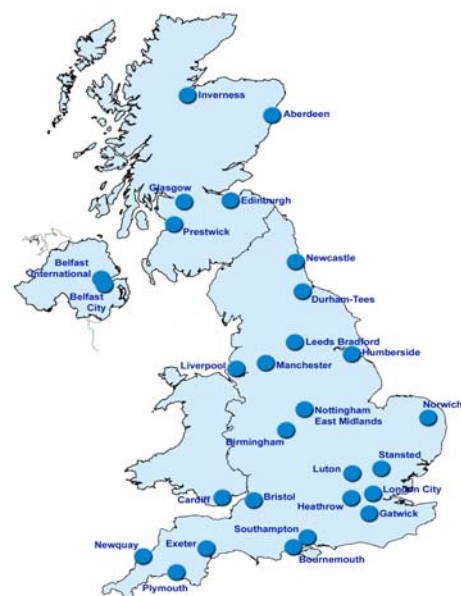 Inverness
Aberdeen
Glasgow
Edinburgh
Prestwick
Newcastle
Belfast
International
Durham-Tees
Belfast
City
Leeds Bradford
Humberside
Liverpool
Manchester
Nottingham
East Midlands
Norwich
Birmingham
Stansted
Luton
London City
Cardiff
Bristol
Heathrow
Gatwick
Southampton
Newquay
Exeter
Bournemouth
Plymouth